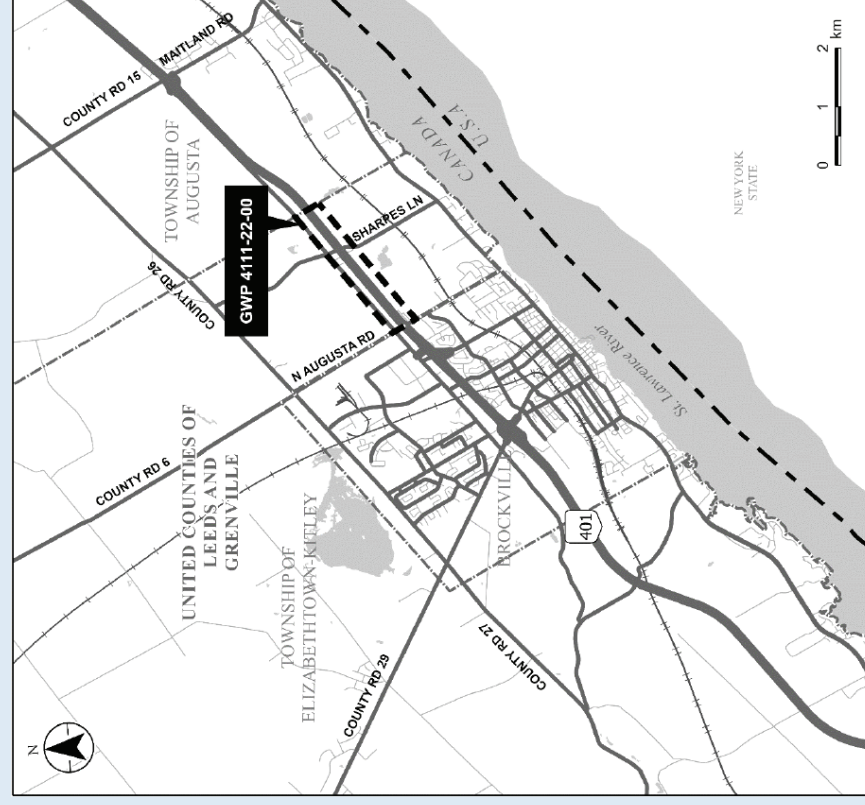 COUNTY RD 15
MAITLAND RD
TOWNSHIP OF
AUGUSTA
CANADA
U.S.A
2 km
1
0
NEW YORK
STATE
GWP 4111-22-00
SHARPES LN
COUNTY RD 26
N AUGUSTA RD
St. Lawrence River
COUNTY RD 6
UNITED COUNTIES OF
LEEDS AND
GRENVILLE
TOWNSHIP OF
ELIZABETHTOWN-KITLEY
BROCKVILLE
401
COUNTY RD 27
COUNTY RD 29
N